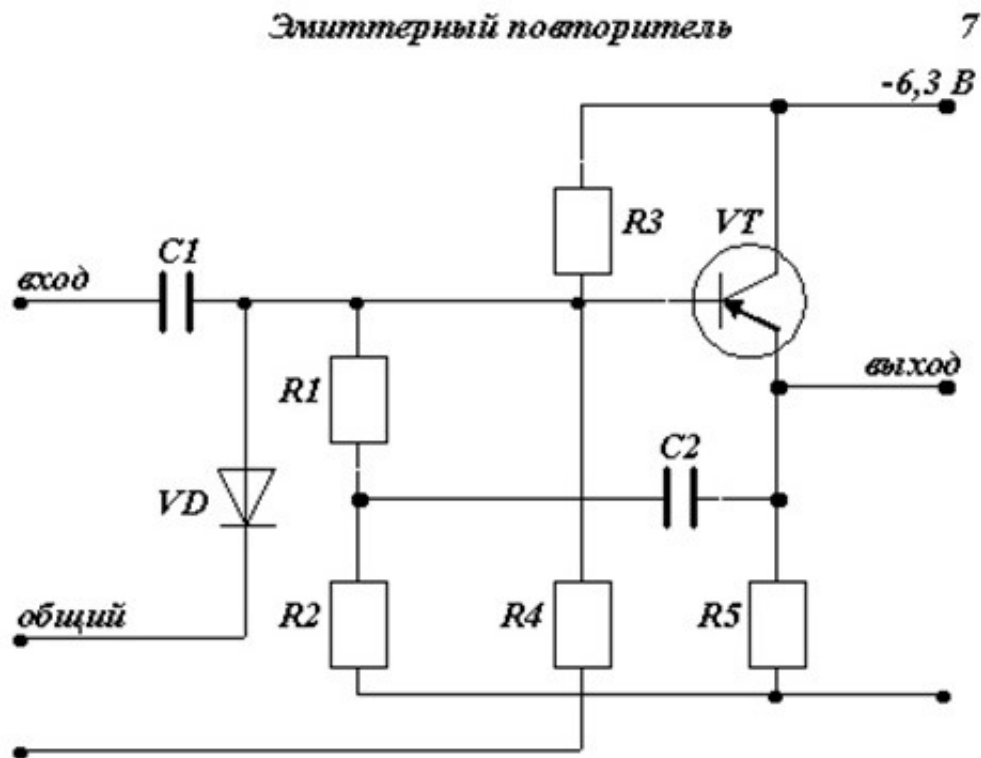 Эмиттерный повторитель 7
-6,3 В
R3
VT
C1
вход
выход
R1
C2
VD
общий
R2
R4
R5